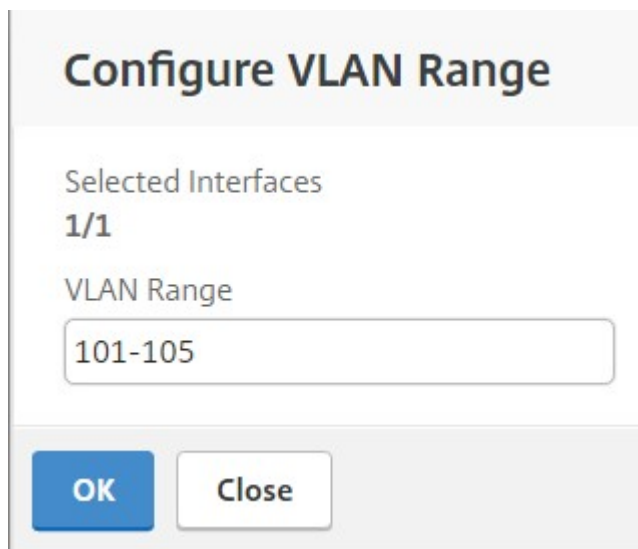 Configure VLAN Range
Selected Interfaces
1/1
VLAN Range
101-105
OK Close